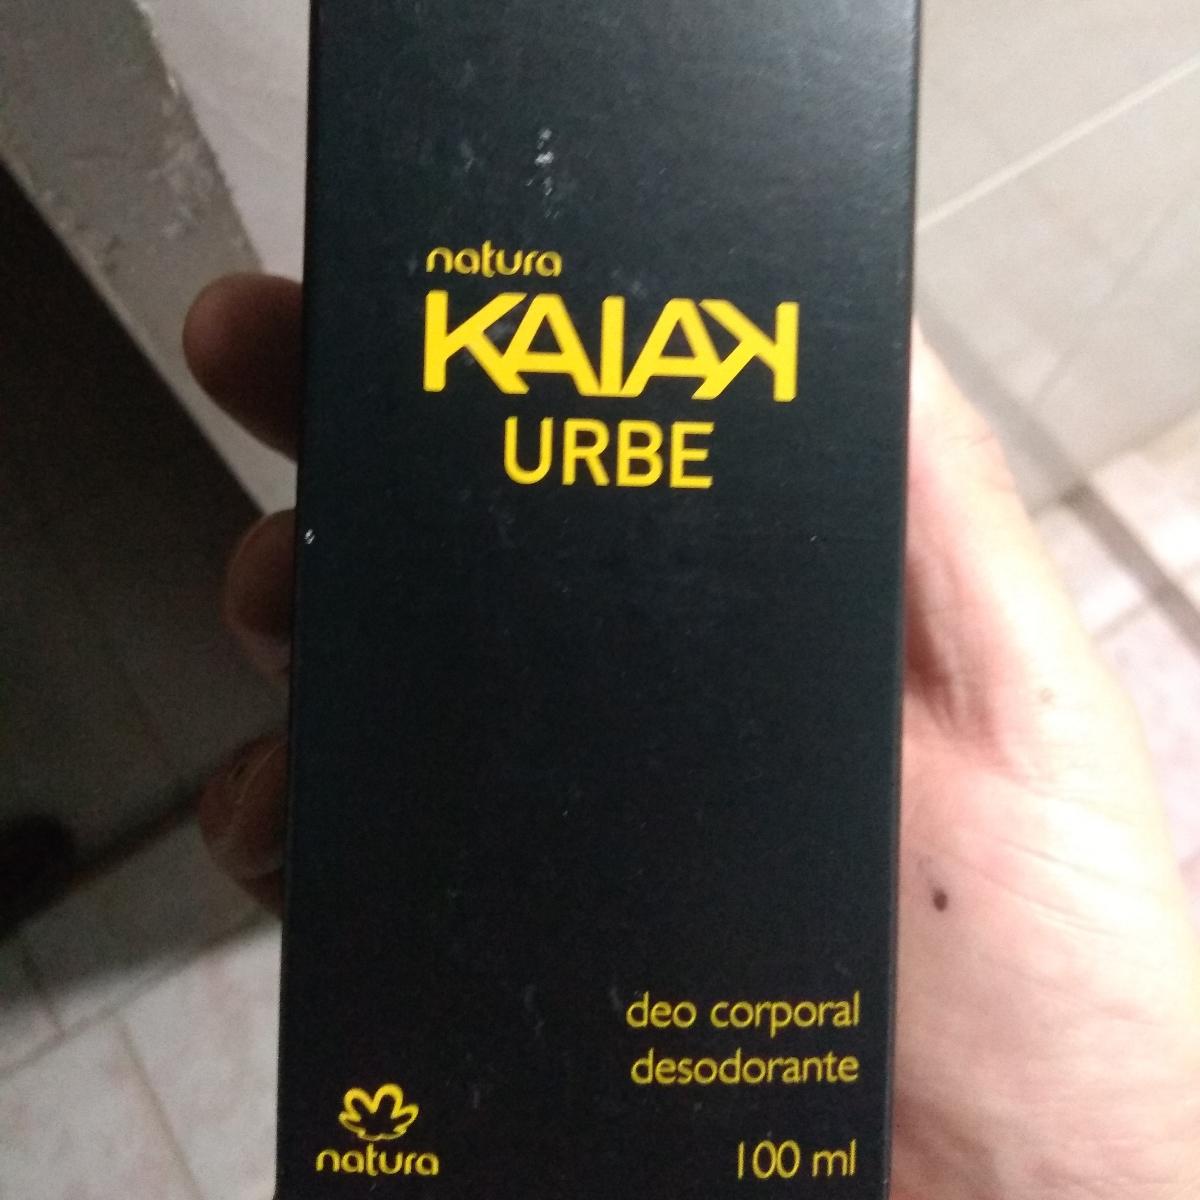 natura
KAIAK
URBE
deo corporal
desodorante
natura
100 ml